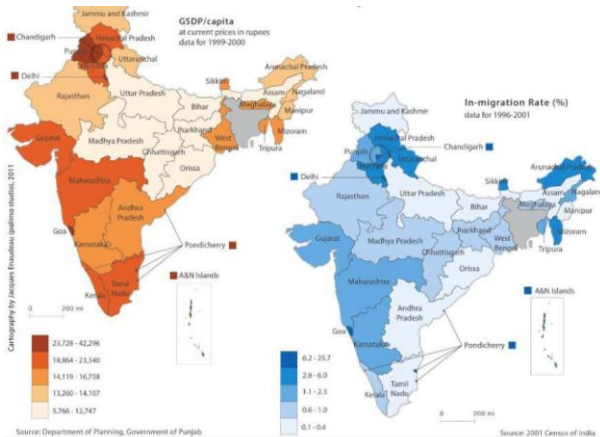 GSDP/capita
at current prices in rupees
data for 1999-2000
Jammu and Kashmir
Chandigarh
Himachal Pradesh
Punjab
Haryana
Uttaranchal
Delhi
Rajasthan
Uttar Pradesh
Sikkim
Arunachal Pradesh
Assam
Nagaland
Meghalaya
Manipur
Bihar
Gujarat
Madhya Pradesh
Jharkhand
West
Bengal
Tripura
Mizoram
Chhattisgarh
Orissa
Maharashtra
Andhra
Pradesh
Goa
Karnataka
Pondicherry
A&N Islands
Kerala
Tamil
Nadu
0 200 mi
23,728 - 42,296
18,864 - 23,340
14,119 - 16,758
13,260 - 14,107
5,766 - 12,747
Source: Department of Planning, Government of Punjab
Cartography by Jacques Enaudeau (palimo studio), 2011
In-migration Rate (%)
data for 1996-2001
Jammu and Kashmir
Himachal Pradesh
Chandigarh
Punjab
Haryana
Uttaranchal
Delhi
Rajasthan
Uttar Pradesh
Sikkim
Arunachal Pradesh
Assam
Nagaland
Meghalaya
Manipur
Bihar
Gujarat
Madhya Pradesh
Jharkhand
West
Bengal
Tripura
Mizoram
Chhattisgarh
Orissa
Maharashtra
Andhra
Pradesh
Goa
Karnataka
Pondicherry
A&N Islands
Kerala
Tamil
Nadu
0 200 mi
6.2 - 25.7
2.8 - 6.0
1.1 - 2.5
0.6 - 1.0
0.1 - 0.4
Source: 2001 Census of India